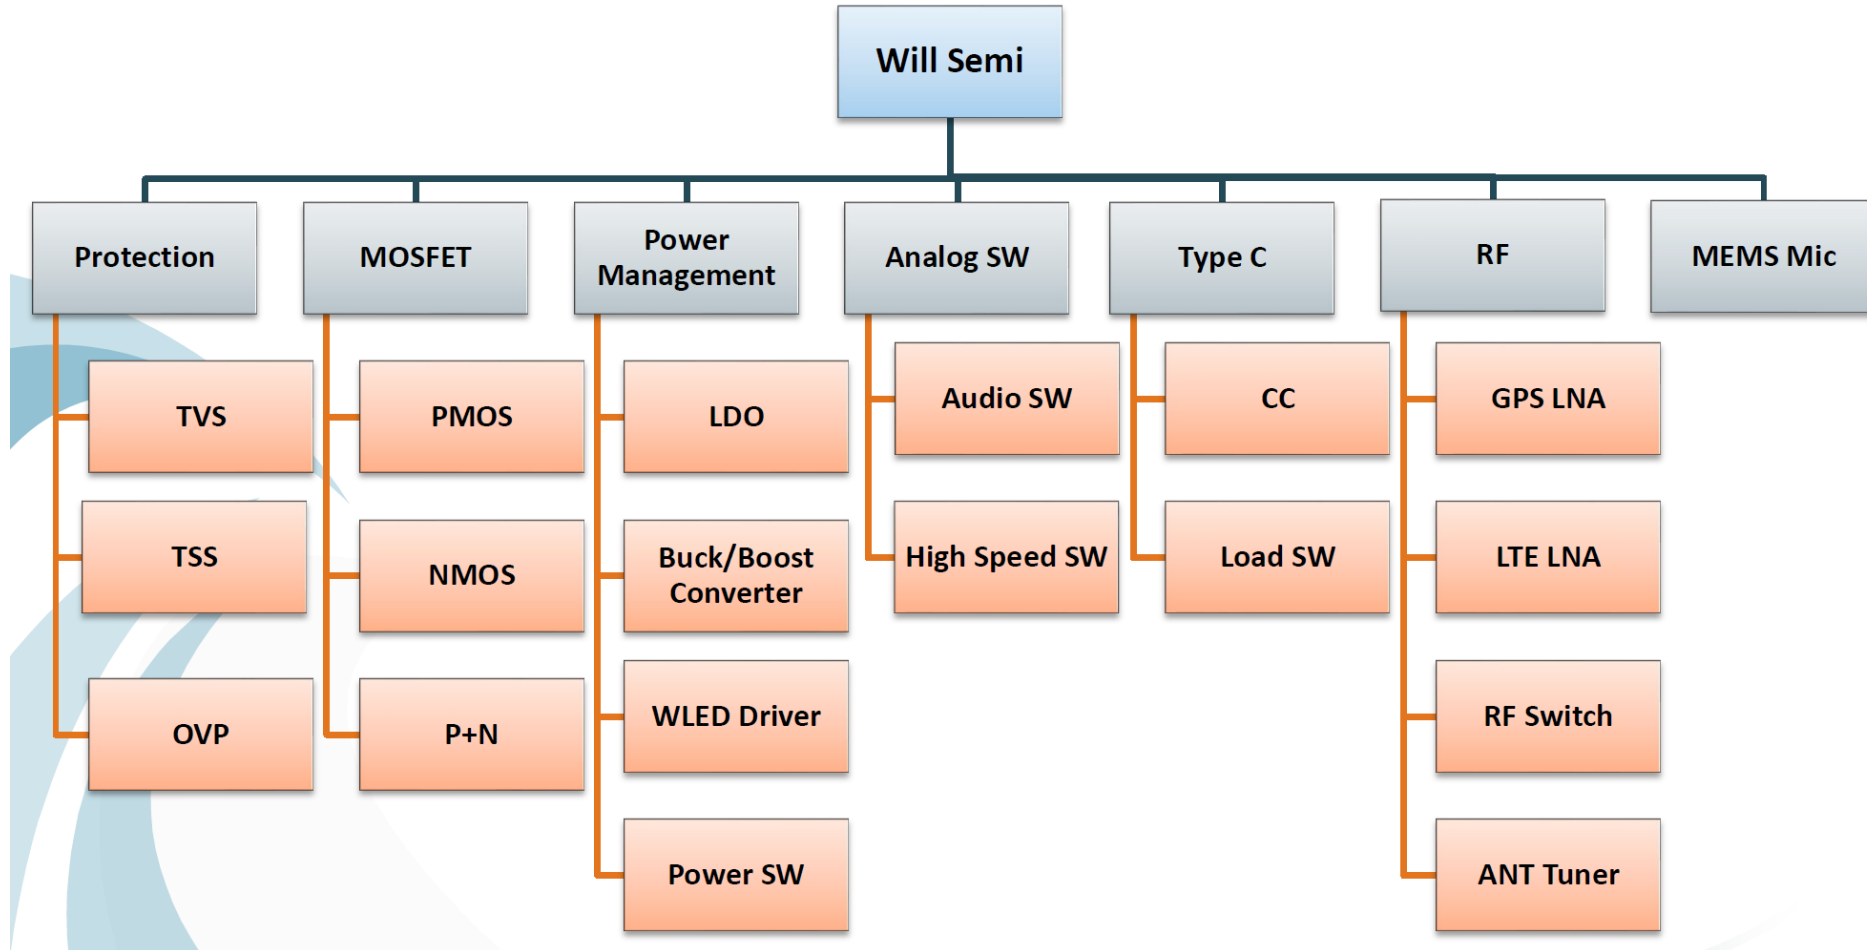 Will Semi
Protection
MOSFET
Power
Management
Analog SW
Type C
RF
MEMS Mic
TVS
TSS
OVP
PMOS
NMOS
P+N
LDO
Buck/Boost
Converter
WLED Driver
Power SW
Audio SW
High Speed SW
CC
Load SW
GPS LNA
LTE LNA
RF Switch
ANT Tuner